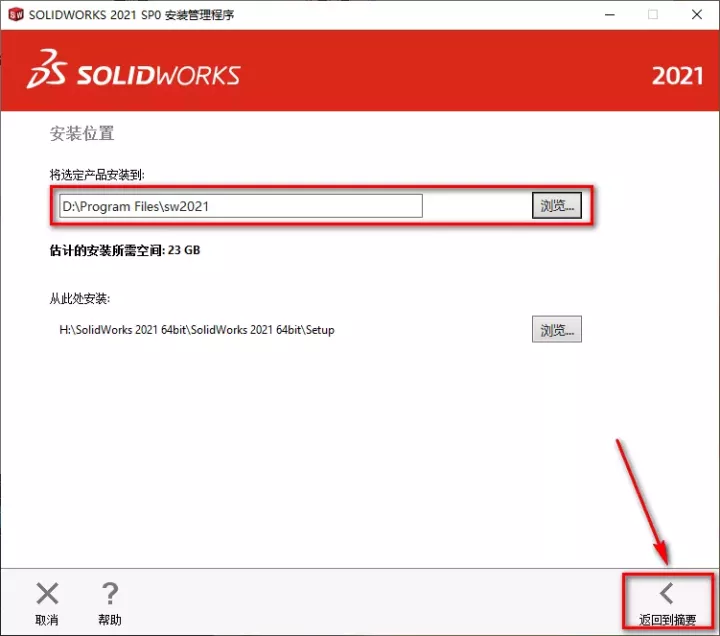 SOLIDWORKS 2021 SP0 安装管理程序
SOLIDWORKS
2021
安装位置
将选定产品安装到:
D:\Program Files\sw2021
浏览...
估计的安装所需空间: 23 GB
从此处安装:
H:\SolidWorks 2021 64bit\SolidWorks 2021 64bit\Setup
浏览...
取消
帮助
返回到摘要